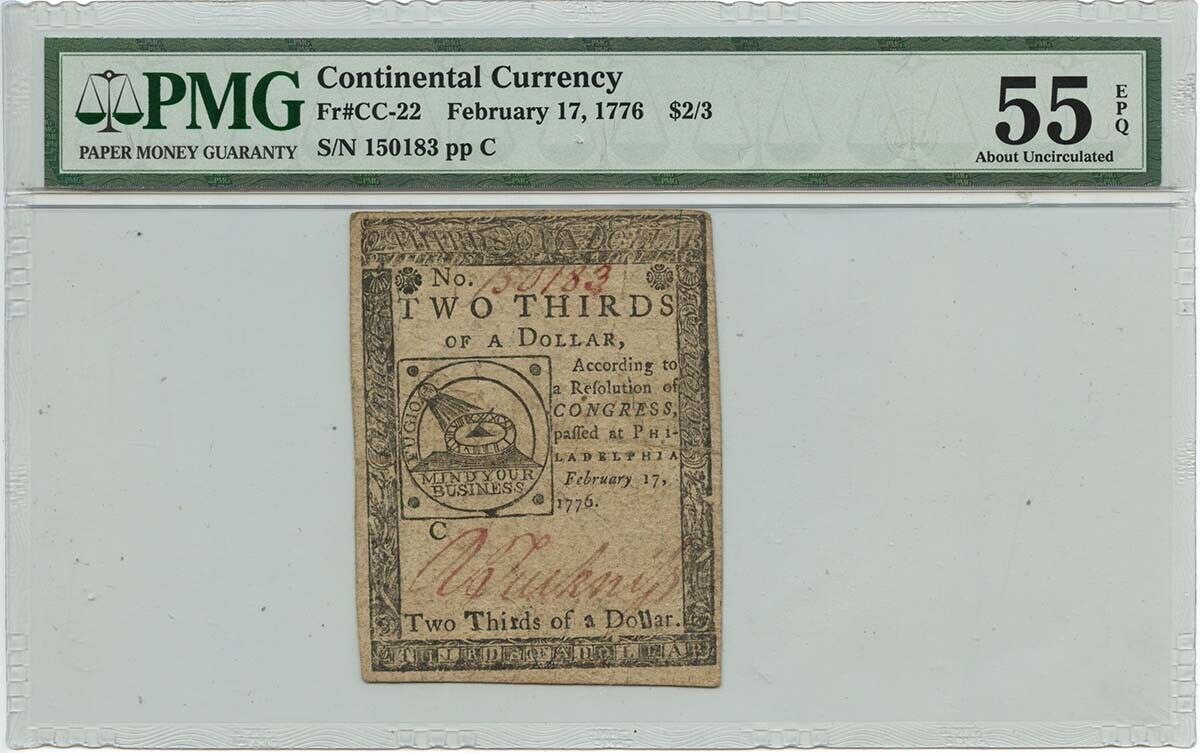 PMG
PAPER MONEY GUARANTY
Continental Currency
Fr#CC-22 February 17, 1776 $2/3
S/N 150183 pp C
55
EPQ
About Uncirculated
No. 150183
TWO THIRDS
OF A DOLLAR,
According to
a Reſolution of
CONGRESS,
paſſed at PHI-
LADELPHIA
February 17,
1776.
FUGIO
MIND YOUR
BUSINESS
C
Two Thirds of a Dollar.